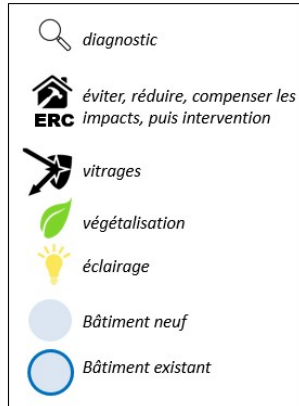 diagnostic
éviter, réduire, compenser les
ERC impacts, puis intervention
vitrages
végétalisation
éclairage
Bâtiment neuf
Bâtiment existant